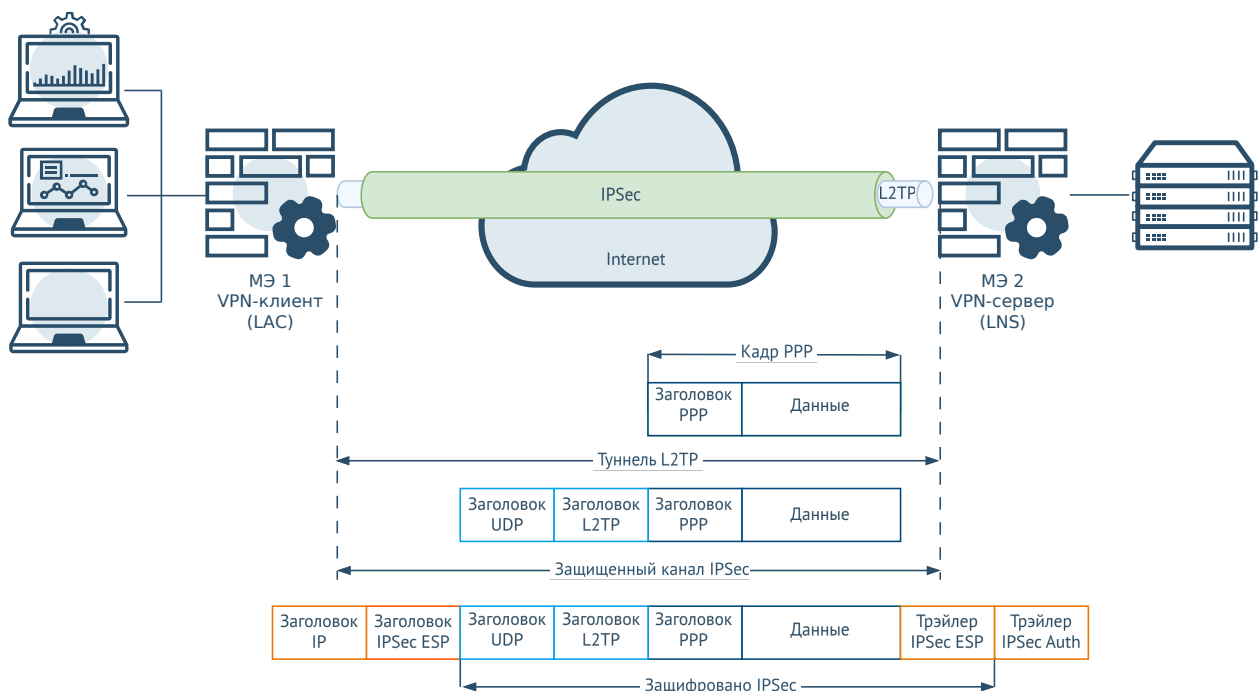 IPSec
L2TP
Internet
МЭ 1
VPN-клиент
(LAC)
МЭ 2
VPN-сервер
(LNS)
Кадр PPP
Заголовок
PPP
Данные
Туннель L2TP
Заголовок
UDP
Заголовок
L2TP
Заголовок
PPP
Данные
Защищенный канал IPSec
Заголовок
IP
Заголовок
IPSec ESP
Заголовок
UDP
Заголовок
L2TP
Заголовок
PPP
Данные
Трэйлер
IPSec ESP
Трэйлер
IPSec Auth
Зашифровано IPSec